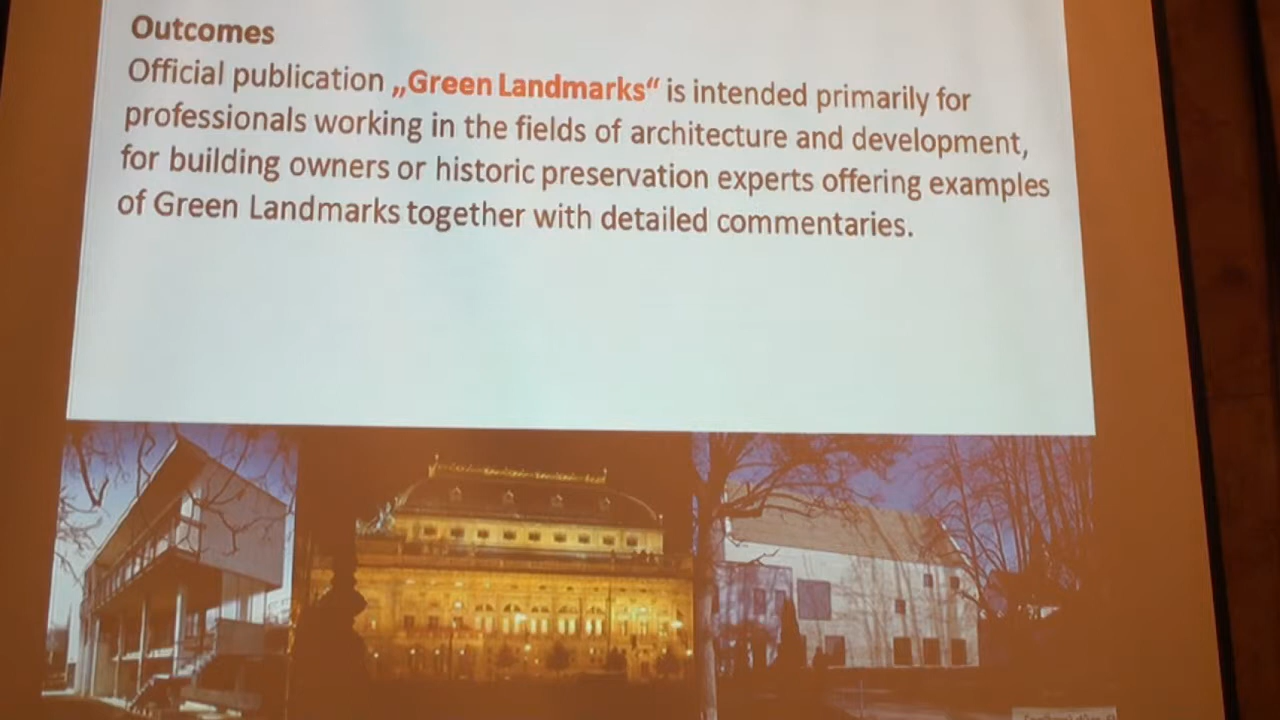 Outcomes
Official publication „Green Landmarks“ is intended primarily for
professionals working in the fields of architecture and development,
for building owners or historic preservation experts offering examples
of Green Landmarks together with detailed commentaries.